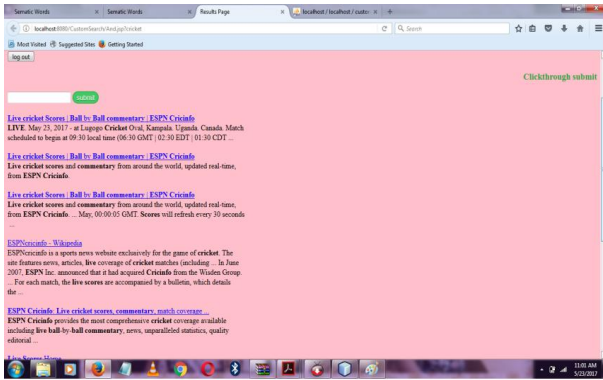 Sematic Words
Sematic Words
Results Page
localhost / localhost / custo
localhost:8080/CustomSearch/
Search
Most Visited
Suggested Sites
Getting Started
log out
Clickthrough submit
submit
Live cricket Scores | Ball by Ball commentary | ESPN Cricinfo
LIVE. May 23, 2017 - at Lugogo Cricket Oval, Kampala. Uganda. Canada. Match
scheduled to begin at 09:30 local time (06:30 GMT | 02:30 EDT | 01:30 CDT ...
Live cricket Scores | Ball by Ball commentary | ESPN Cricinfo
Live cricket scores and commentary from around the world, updated real-time,
from ESPN Cricinfo.
Live cricket Scores | Ball by Ball commentary | ESPN Cricinfo
Live cricket scores and commentary from around the world, updated real-time,
from ESPN Cricinfo. ... May, 00:00:05 GMT. Scores will refresh every 30 seconds
...
ESPNcricinfo - Wikipedia
ESPNcricinfo is a sports news website exclusively for the game of cricket. The
site features news, articles, live coverage of cricket matches (including ... In June
2007, ESPN Inc. announced that it had acquired Cricinfo from the Wisden Group.
... For each match, the live scores are accompanied by a bulletin, which details
the ...
ESPN Cricinfo: Live cricket scores, commentary, match coverage ...
ESPN Cricinfo provides the most comprehensive cricket coverage available
including live ball-by-ball commentary, news, unparalleled statistics, quality
editorial ...
Live Scores Home
11:01 AM
5/23/2017